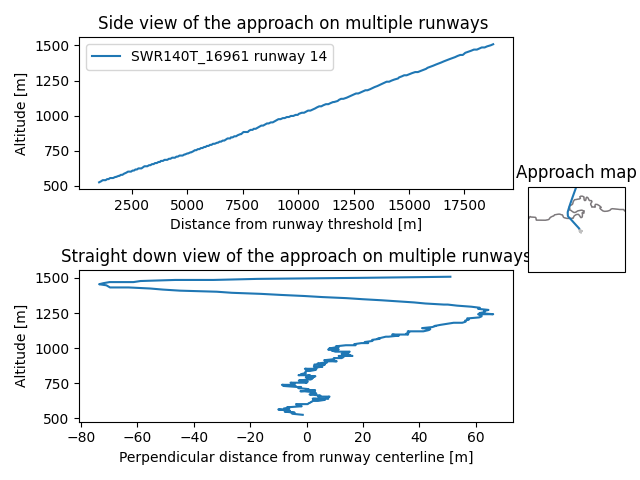 Side view of the approach on multiple runways
1500
1250
1000
750
500
Altitude [m]
SWR140T_16961 runway 14
2500 5000 7500 10000 12500 15000 17500
Distance from runway threshold [m]
Approach map
Straight down view of the approach on multiple runways
1500
1250
1000
750
500
Altitude [m]
−80 −60 −40 −20 0 20 40 60
Perpendicular distance from runway centerline [m]